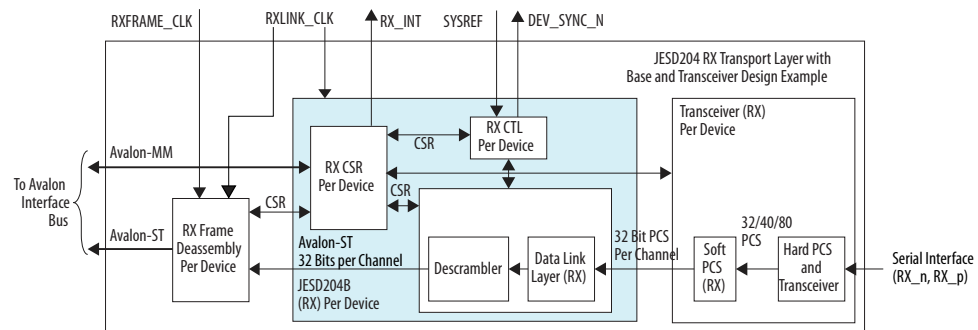 RXFRAME_CLK
RXLINK_CLK
RX_INT
SYSREF
DEV_SYNC_N
JESD204 RX Transport Layer with
Base and Transceiver Design Example
Transceiver (RX)
Per Device
RX CTL
Per Device
CSR
RX CSR
Per Device
Avalon-MM
To Avalon
Interface
Bus
CSR
CSR
RX Frame
Deassembly
Per Device
Avalon-ST
Avalon-ST
32 Bits per Channel
JESD204B
(RX) Per Device
Descrambler
Data Link
Layer (RX)
32 Bit PCS
Per Channel
32/40/80
PCS
Soft
PCS
(RX)
Hard PCS
and
Transceiver
Serial Interface
(RX_n, RX_p)